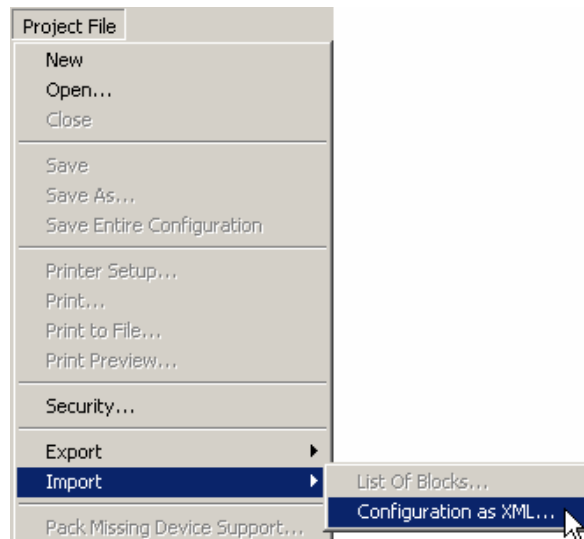 Project File
New
Open...
Close
Save
Save As...
Save Entire Configuration
Printer Setup...
Print...
Print to File...
Print Preview...
Security...
Export
Import
List Of Blocks...
Configuration as XML...
Pack Missing Device Support...